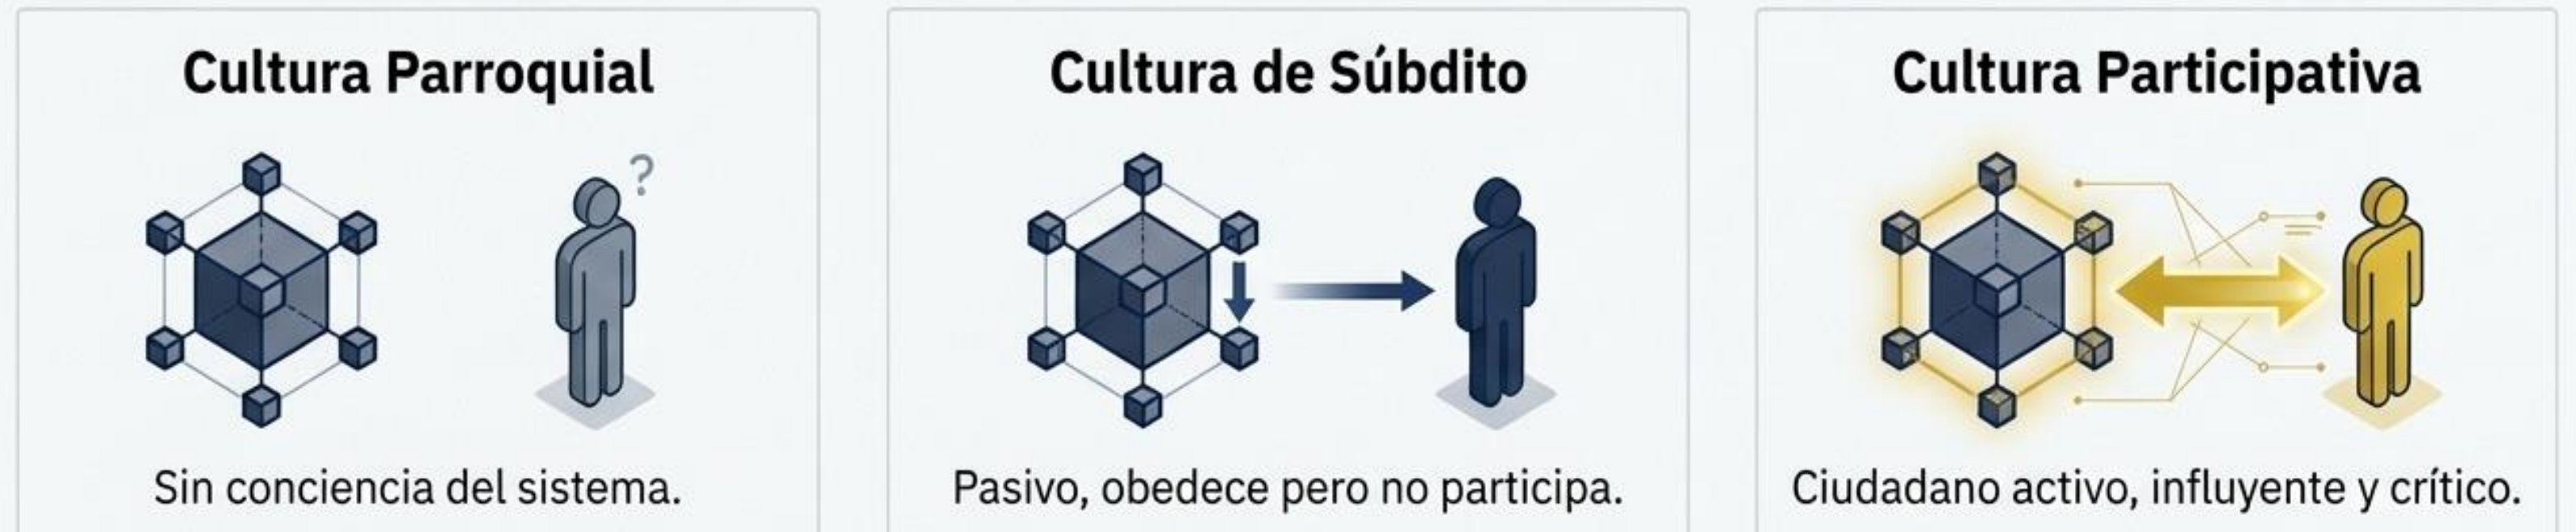 Cultura Parroquial
?
Sin conciencia del sistema.
Cultura de Súbdito
Pasivo, obedece pero no participa.
Cultura Participativa
Ciudadano activo, influyente y crítico.